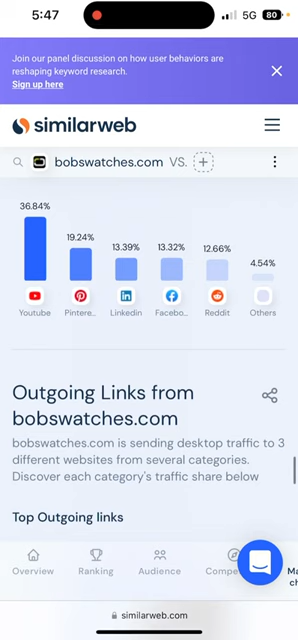 5:47
5G
80
Join our panel discussion on how user behaviors are
reshaping keyword research.
Sign up here
similarweb
bobswatches.com VS.
36.84%
19.24%
13.39%
13.32%
12.66%
4.54%
Youtube
Pintere...
Linkedin
Facebo...
Reddit
Others
Outgoing Links from
bobswatches.com
bobswatches.com is sending desktop traffic to 3
different websites from several categories.
Discover each category's traffic share below
Top Outgoing links
Overview
Ranking
Audience
Compe
Ma
ch
similarweb.com